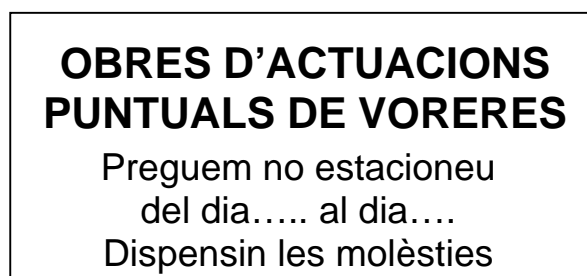 OBRES D’ACTUACIONS
PUNTUALS DE VORERES
Preguem no estacioneu
del dia….. al dia….
Dispensin les molèsties